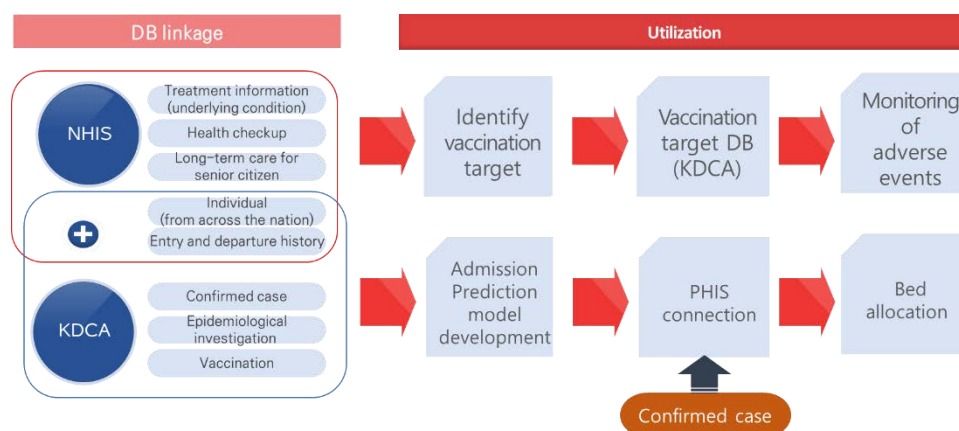 DB linkage
Utilization
NHIS
Treatment information
(underlying condition)
Health checkup
Long-term care for
senior citizen
Individual
(from across the nation)
Entry and departure history
KDCA
Confirmed case
Epidemiological
investigation
Vaccination
Identify
vaccination
target
Vaccination
target DB
(KDCA)
Monitoring
of
adverse
events
Admission
Prediction
model
development
PHIS
connection
Bed
allocation
Confirmed case